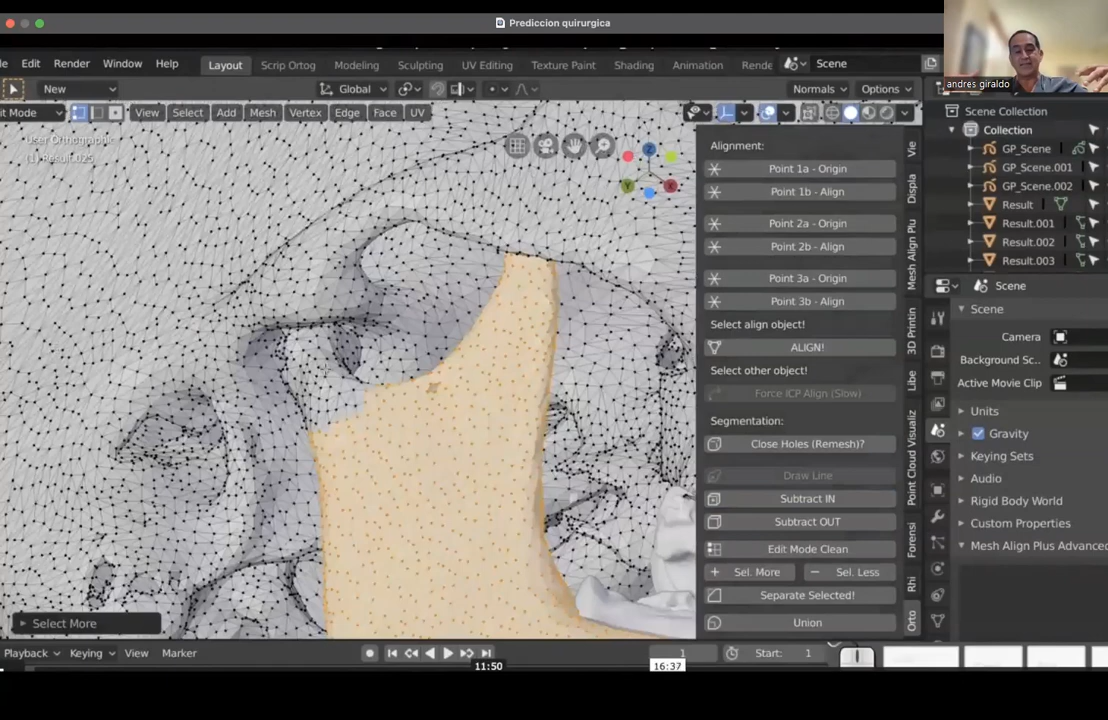 Prediccion quirurgica
andres giraldo
le Edit Render Window Help Layout Scrip Ortog Modeling Sculpting UV Editing Texture Paint Shading Animation Rende Scene
New Global Normals Options
it Mode View Select Add Mesh Vertex Edge Face UV
User Orthographic
(1) Result.025
Select More
Alignment:
Point 1a - Origin
Point 1b - Align
Point 2a - Origin
Point 2b - Align
Point 3a - Origin
Point 3b - Align
Select align object!
ALIGN!
Select other object!
Force ICP Align (Slow)
Segmentation:
Close Holes (Remesh)?
Draw Line
Subtract IN
Subtract OUT
Edit Mode Clean
+ Sel. More − Sel. Less
Separate Selected!
Union
Vie
Displa
Mesh Align Plu
3D Printin
Libe
Point Cloud Visualiz
Forensi
Rhi
Orto
Scene Collection
Collection
GP_Scene
GP_Scene.001
GP_Scene.002
Result
Result.001
Result.002
Result.003
Scene
Scene
Camera
Background Sc..
Active Movie Clip
Units
Gravity
Keying Sets
Audio
Rigid Body World
Custom Properties
Mesh Align Plus Advanced
Playback Keying View Marker 1 Start: 1
11:50 16:37